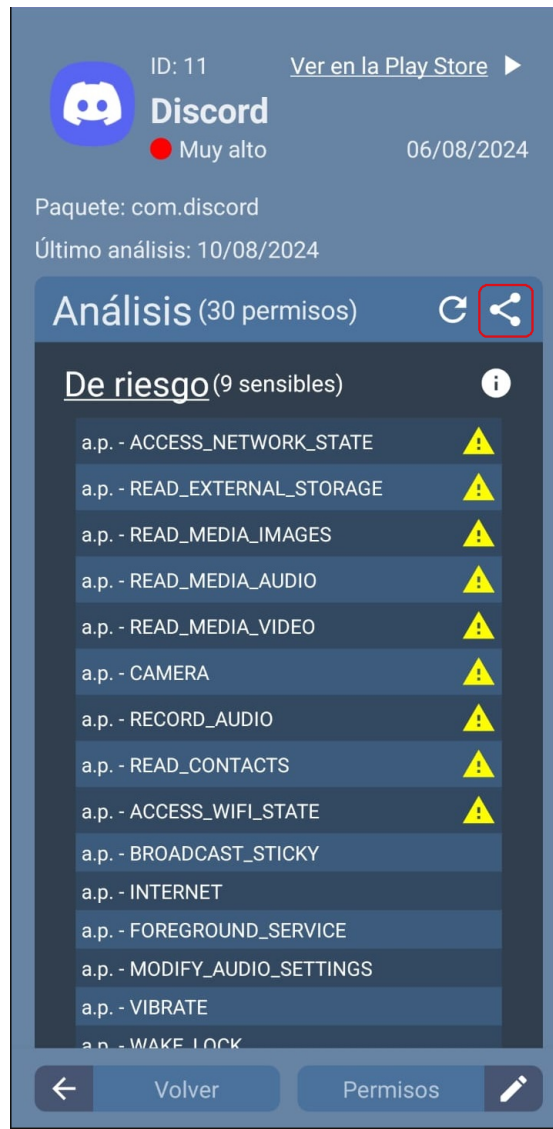 ID: 11 Ver en la Play Store
Discord
Muy alto 06/08/2024
Paquete: com.discord
Último análisis: 10/08/2024
Análisis (30 permisos)
De riesgo (9 sensibles)
a.p. - ACCESS_NETWORK_STATE
a.p. - READ_EXTERNAL_STORAGE
a.p. - READ_MEDIA_IMAGES
a.p. - READ_MEDIA_AUDIO
a.p. - READ_MEDIA_VIDEO
a.p. - CAMERA
a.p. - RECORD_AUDIO
a.p. - READ_CONTACTS
a.p. - ACCESS_WIFI_STATE
a.p. - BROADCAST_STICKY
a.p. - INTERNET
a.p. - FOREGROUND_SERVICE
a.p. - MODIFY_AUDIO_SETTINGS
a.p. - VIBRATE
a.p. - WAKE_LOCK
Volver Permisos